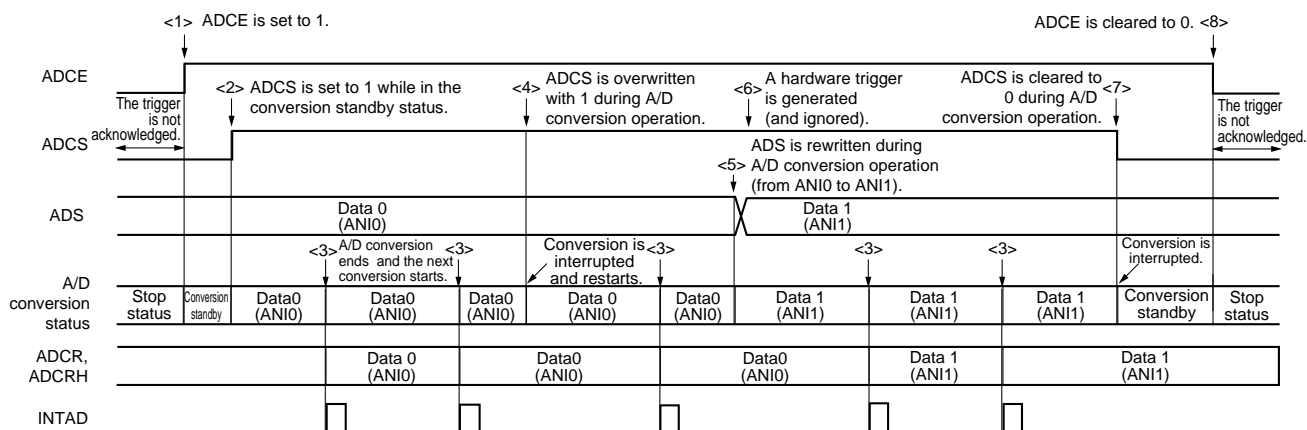 <1> ADCE is set to 1.
ADCE is cleared to 0. <8>
ADCE
The trigger
is not
acknowledged.
<2> ADCS is set to 1 while in the
conversion standby status.
<4> ADCS is overwritten
with 1 during A/D
conversion operation.
<6> A hardware trigger
is generated
(and ignored).
ADCS is cleared to <7>
0 during A/D
conversion operation.
The trigger
is not
acknowledged.
ADCS
<5> ADS is rewritten during
A/D conversion operation
(from ANI0 to ANI1).
ADS
Data 0
(ANI0)
Data 1
(ANI1)
<3> A/D conversion
ends and the next
conversion starts.
<3>
Conversion is
interrupted
and restarts.
<3>
<3>
<3>
Conversion is
interrupted.
A/D
conversion
status
Stop
status
Conversion
standby
Data0
(ANI0)
Data0
(ANI0)
Data0
(ANI0)
Data 0
(ANI0)
Data0
(ANI0)
Data 1
(ANI1)
Data 1
(ANI1)
Data 1
(ANI1)
Conversion
standby
Stop
status
ADCR,
ADCRH
Data 0
(ANI0)
Data0
(ANI0)
Data0
(ANI0)
Data 1
(ANI1)
Data 1
(ANI1)
INTAD